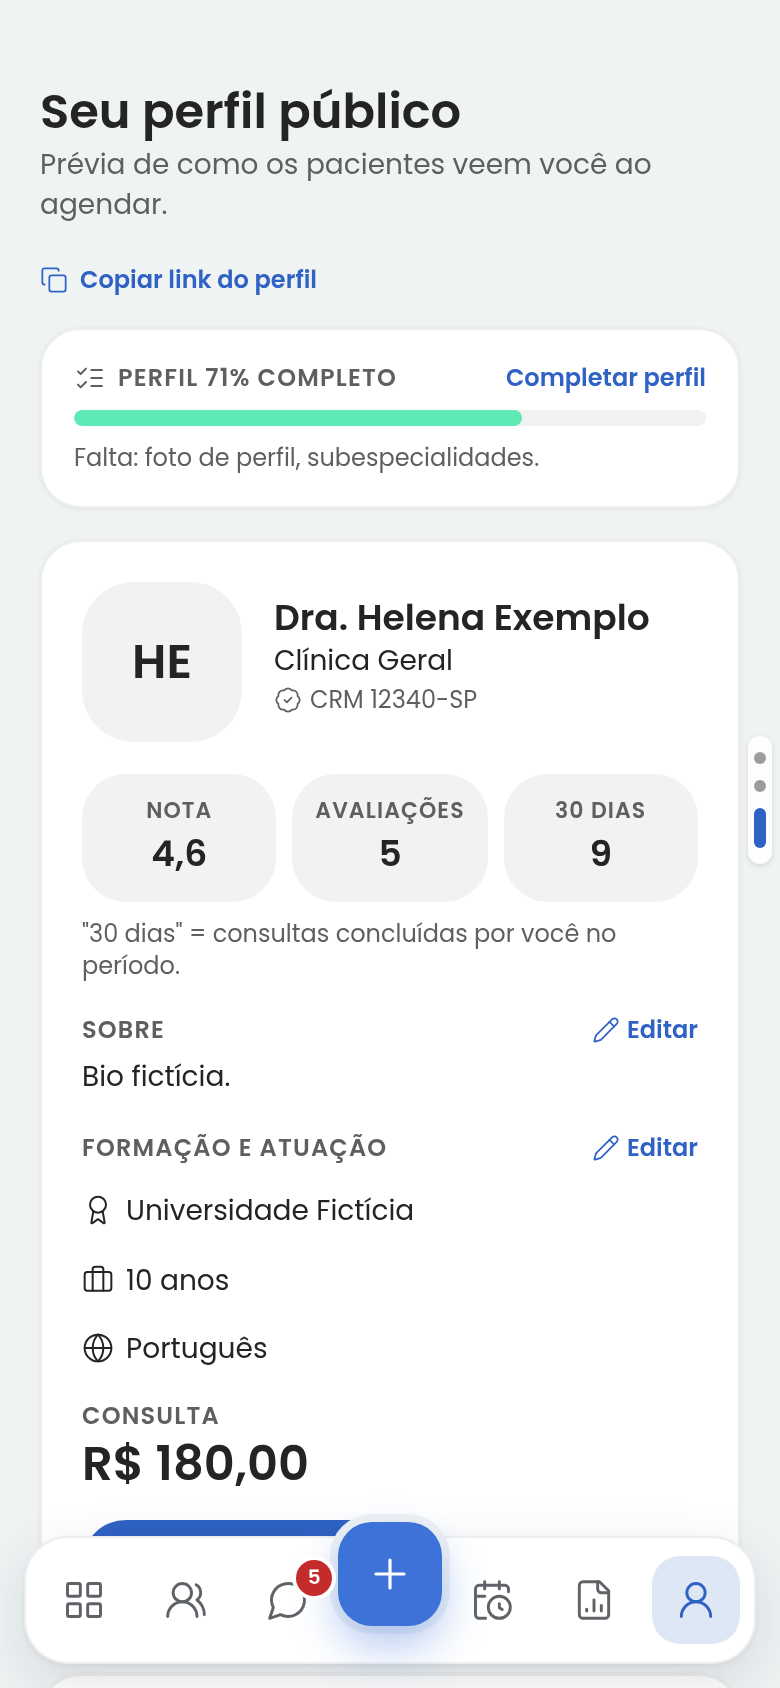 Seu perfil público
Prévia de como os pacientes veem você ao
agendar.
Copiar link do perfil
PERFIL 71% COMPLETO
Completar perfil
Falta: foto de perfil, subespecialidades.
HE
Dra. Helena Exemplo
Clínica Geral
CRM 12340-SP
NOTA
4,6
AVALIAÇÕES
5
30 DIAS
9
"30 dias" = consultas concluídas por você no
período.
SOBRE
Editar
Bio fictícia.
FORMAÇÃO E ATUAÇÃO
Editar
Universidade Fictícia
10 anos
Português
CONSULTA
R$ 180,00
5